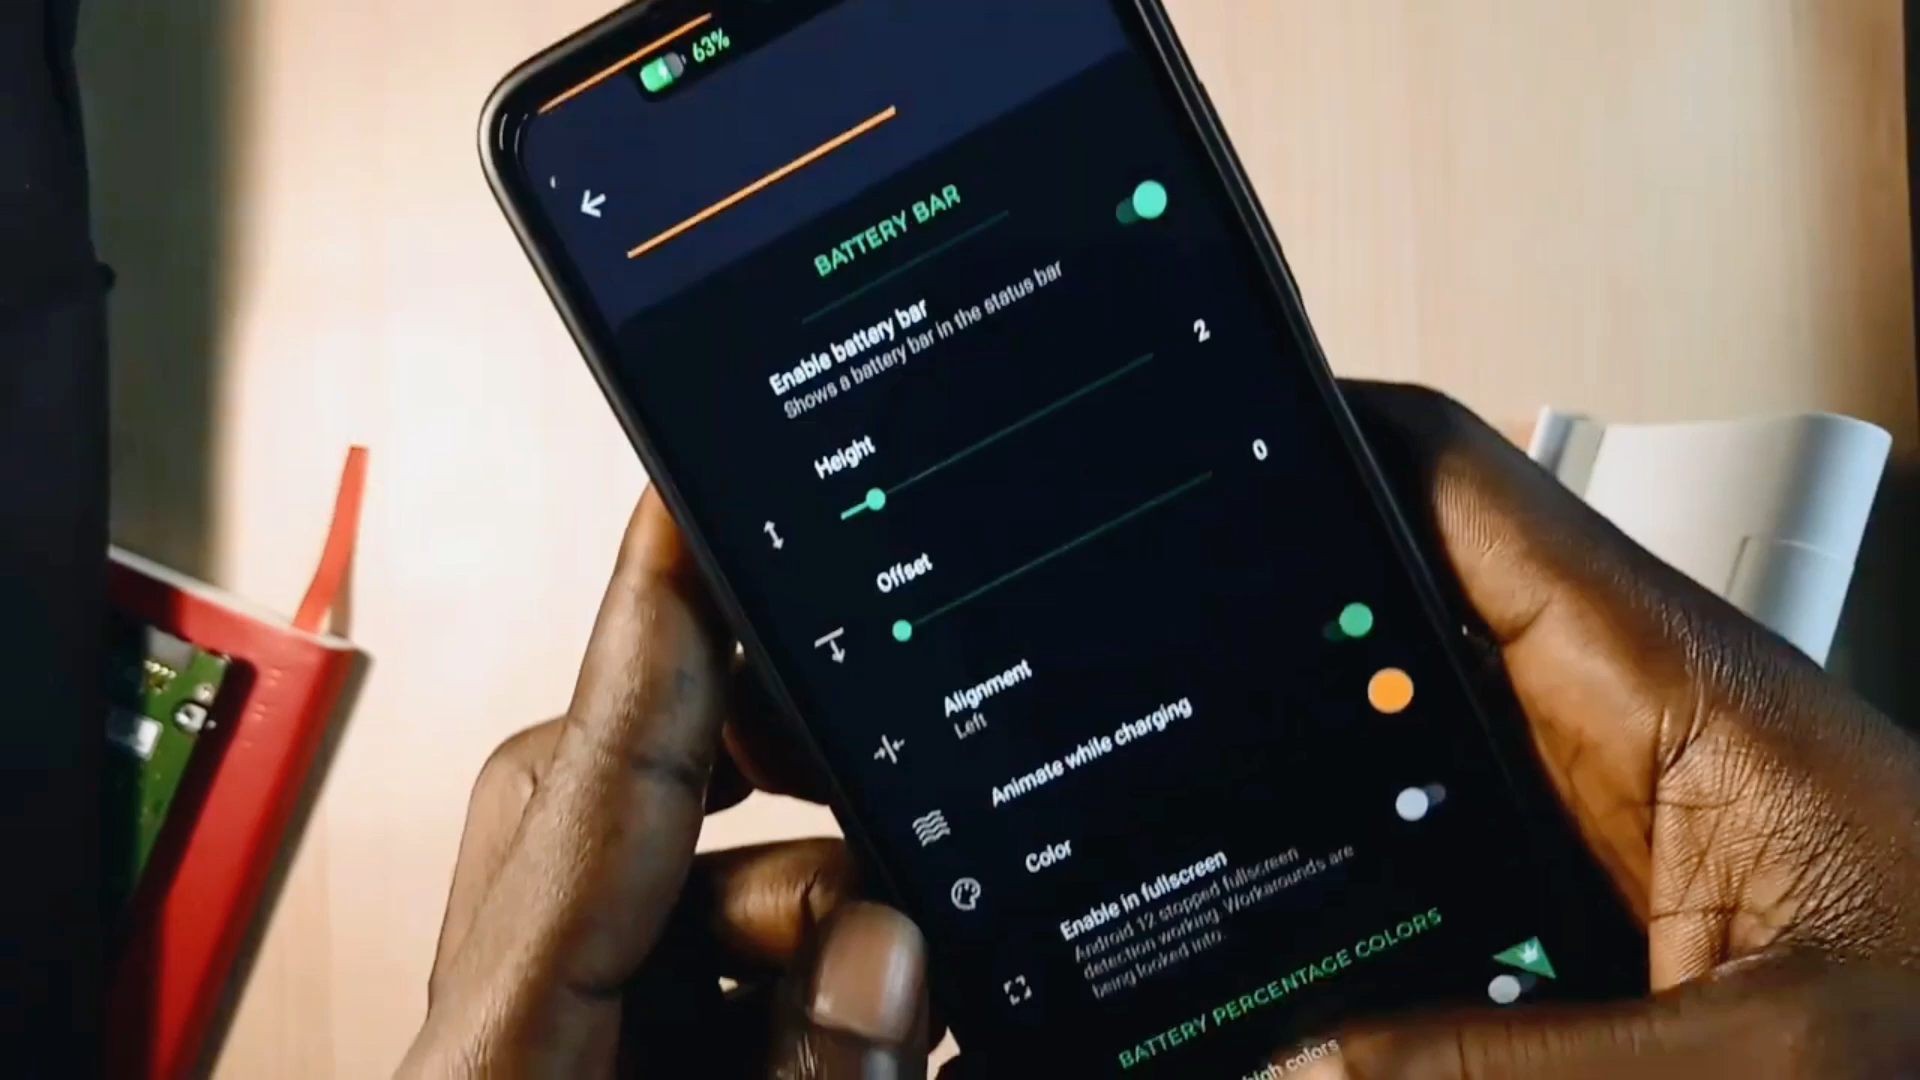 63%
BATTERY BAR
Enable battery bar
Shows a battery bar in the status bar
Height
2
Offset
0
Alignment
Left
Animate while charging
Color
Enable in fullscreen
Android 12 stopped fullscreen
detection working. Workarounds are
being looked into.
BATTERY PERCENTAGE COLORS
high colors